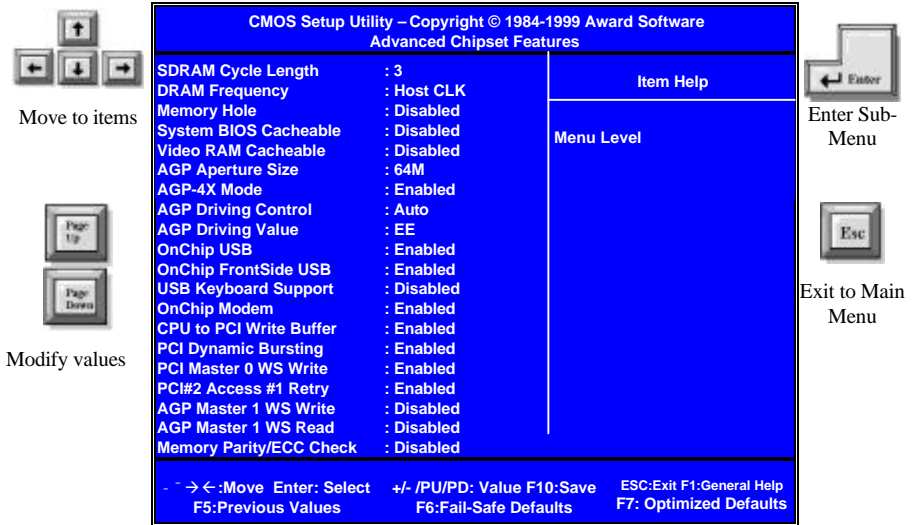 CMOS Setup Utility – Copyright © 1984-1999 Award Software
Advanced Chipset Features
SDRAM Cycle Length : 3
DRAM Frequency : Host CLK
Memory Hole : Disabled
System BIOS Cacheable : Disabled
Video RAM Cacheable : Disabled
AGP Aperture Size : 64M
AGP-4X Mode : Enabled
AGP Driving Control : Auto
AGP Driving Value : EE
OnChip USB : Enabled
OnChip FrontSide USB : Enabled
USB Keyboard Support : Disabled
OnChip Modem : Enabled
CPU to PCI Write Buffer : Enabled
PCI Dynamic Bursting : Enabled
PCI Master 0 WS Write : Enabled
PCI#2 Access #1 Retry : Enabled
AGP Master 1 WS Write : Disabled
AGP Master 1 WS Read : Disabled
Memory Parity/ECC Check : Disabled
Item Help
Menu Level
- ¯ → ← :Move Enter: Select +/- /PU/PD: Value F10:Save ESC:Exit F1:General Help
F5:Previous Values F6:Fail-Safe Defaults F7: Optimized Defaults
Move to items
Page
Up
Page
Down
Modify values
Enter
Enter Sub-
Menu
Esc
Exit to Main
Menu